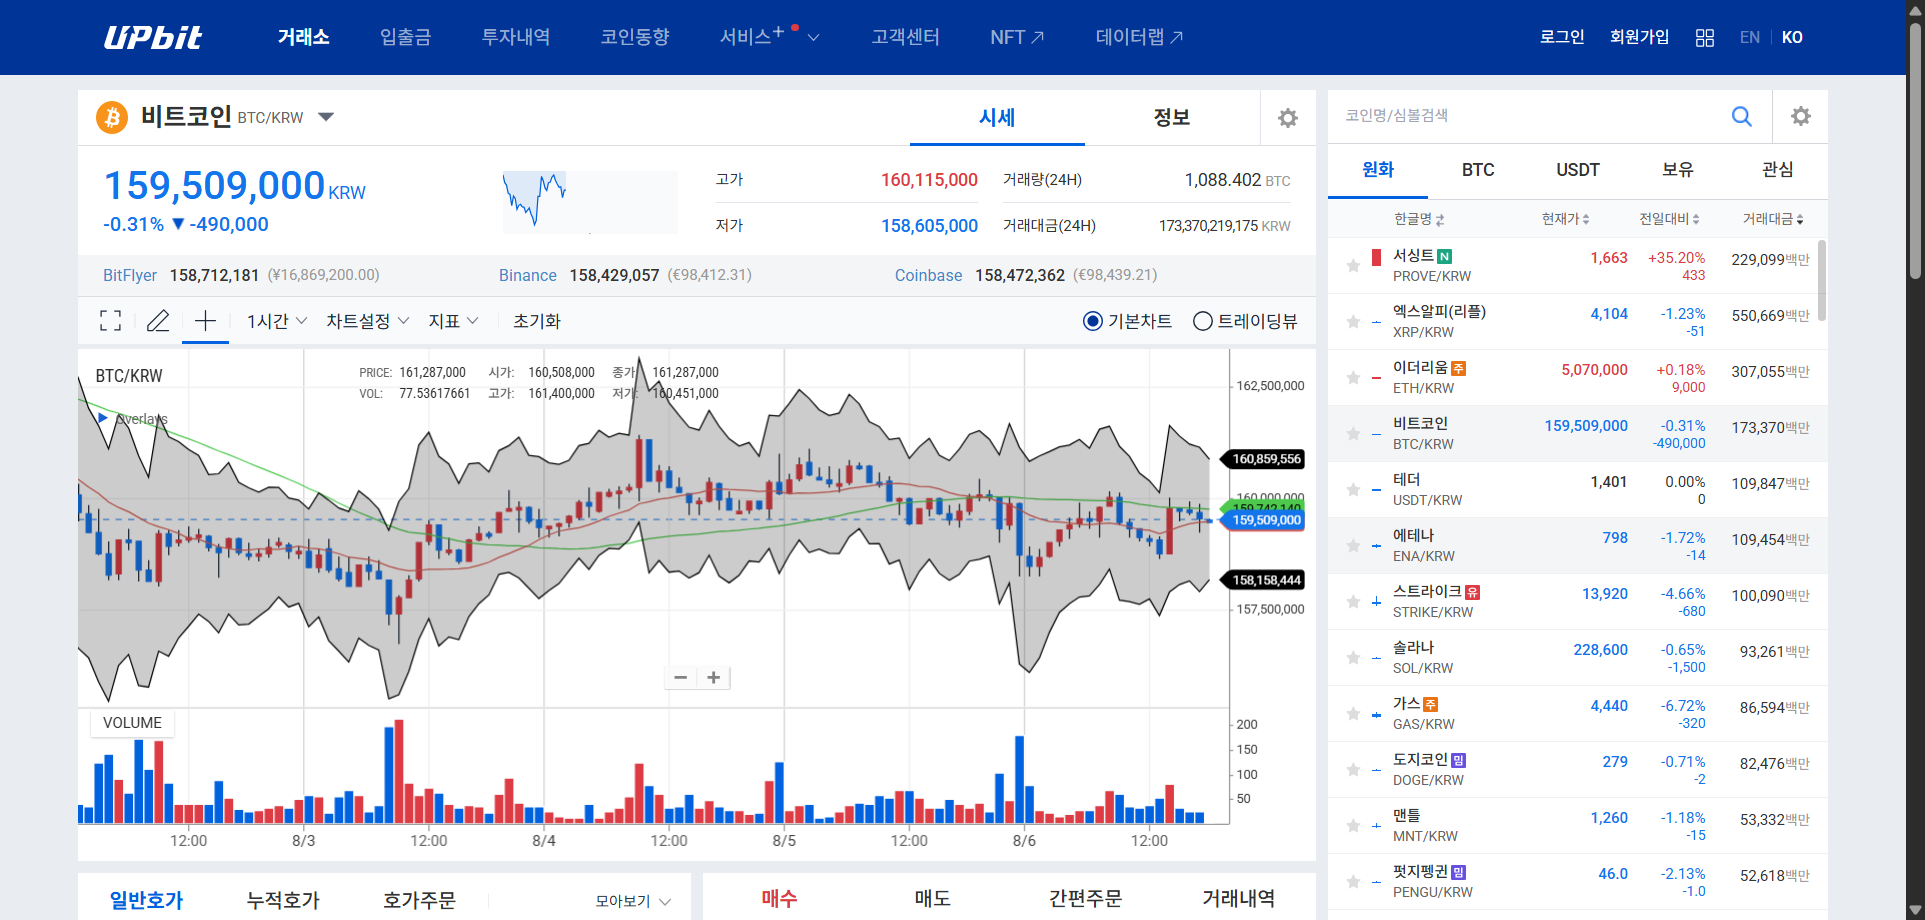 UPbit 거래소 입출금 투자내역 코인동향 서비스+ 고객센터 NFT 데이터랩 로그인 회원가입 EN KO
비트코인 BTC/KRW 시세 정보
159,509,000 KRW
-0.31% ▼ -490,000
고가 160,115,000 거래량(24H) 1,088.402 BTC
저가 158,605,000 거래대금(24H) 173,370,219,175 KRW
BitFlyer 158,712,181 (¥16,869,200.00) Binance 158,429,057 (€98,412.31) Coinbase 158,472,362 (€98,439.21)
1시간 차트설정 지표 초기화 기본차트 트레이딩뷰
BTC/KRW
PRICE: 161,287,000 시가: 160,508,000 종가: 161,287,000
VOL: 77.53617661 고가: 161,400,000 저가: 160,451,000
Overlays
162,500,000
160,859,556
160,000,000
159,742,140
159,509,000
158,158,444
157,500,000
VOLUME
200
150
100
50
12:00 8/3 12:00 8/4 12:00 8/5 12:00 8/6 12:00
일반호가 누적호가 호가주문 모아보기
매수 매도 간편주문 거래내역
코인명/심볼검색
원화 BTC USDT 보유 관심
한글명 현재가 전일대비 거래대금
서싱트 N 1,663 +35.20% 229,099백만
PROVE/KRW 433
엑스알피(리플) 4,104 -1.23% 550,669백만
XRP/KRW -51
이더리움 주 5,070,000 +0.18% 307,055백만
ETH/KRW 9,000
비트코인 159,509,000 -0.31% 173,370백만
BTC/KRW -490,000
테더 1,401 0.00% 109,847백만
USDT/KRW 0
에테나 798 -1.72% 109,454백만
ENA/KRW -14
스트라이크 유 13,920 -4.66% 100,090백만
STRIKE/KRW -680
솔라나 228,600 -0.65% 93,261백만
SOL/KRW -1,500
가스 주 4,440 -6.72% 86,594백만
GAS/KRW -320
도지코인 밈 279 -0.71% 82,476백만
DOGE/KRW -2
맨틀 1,260 -1.18% 53,332백만
MNT/KRW -15
펏지펭귄 밈 46.0 -2.13% 52,618백만
PENGU/KRW -1.0